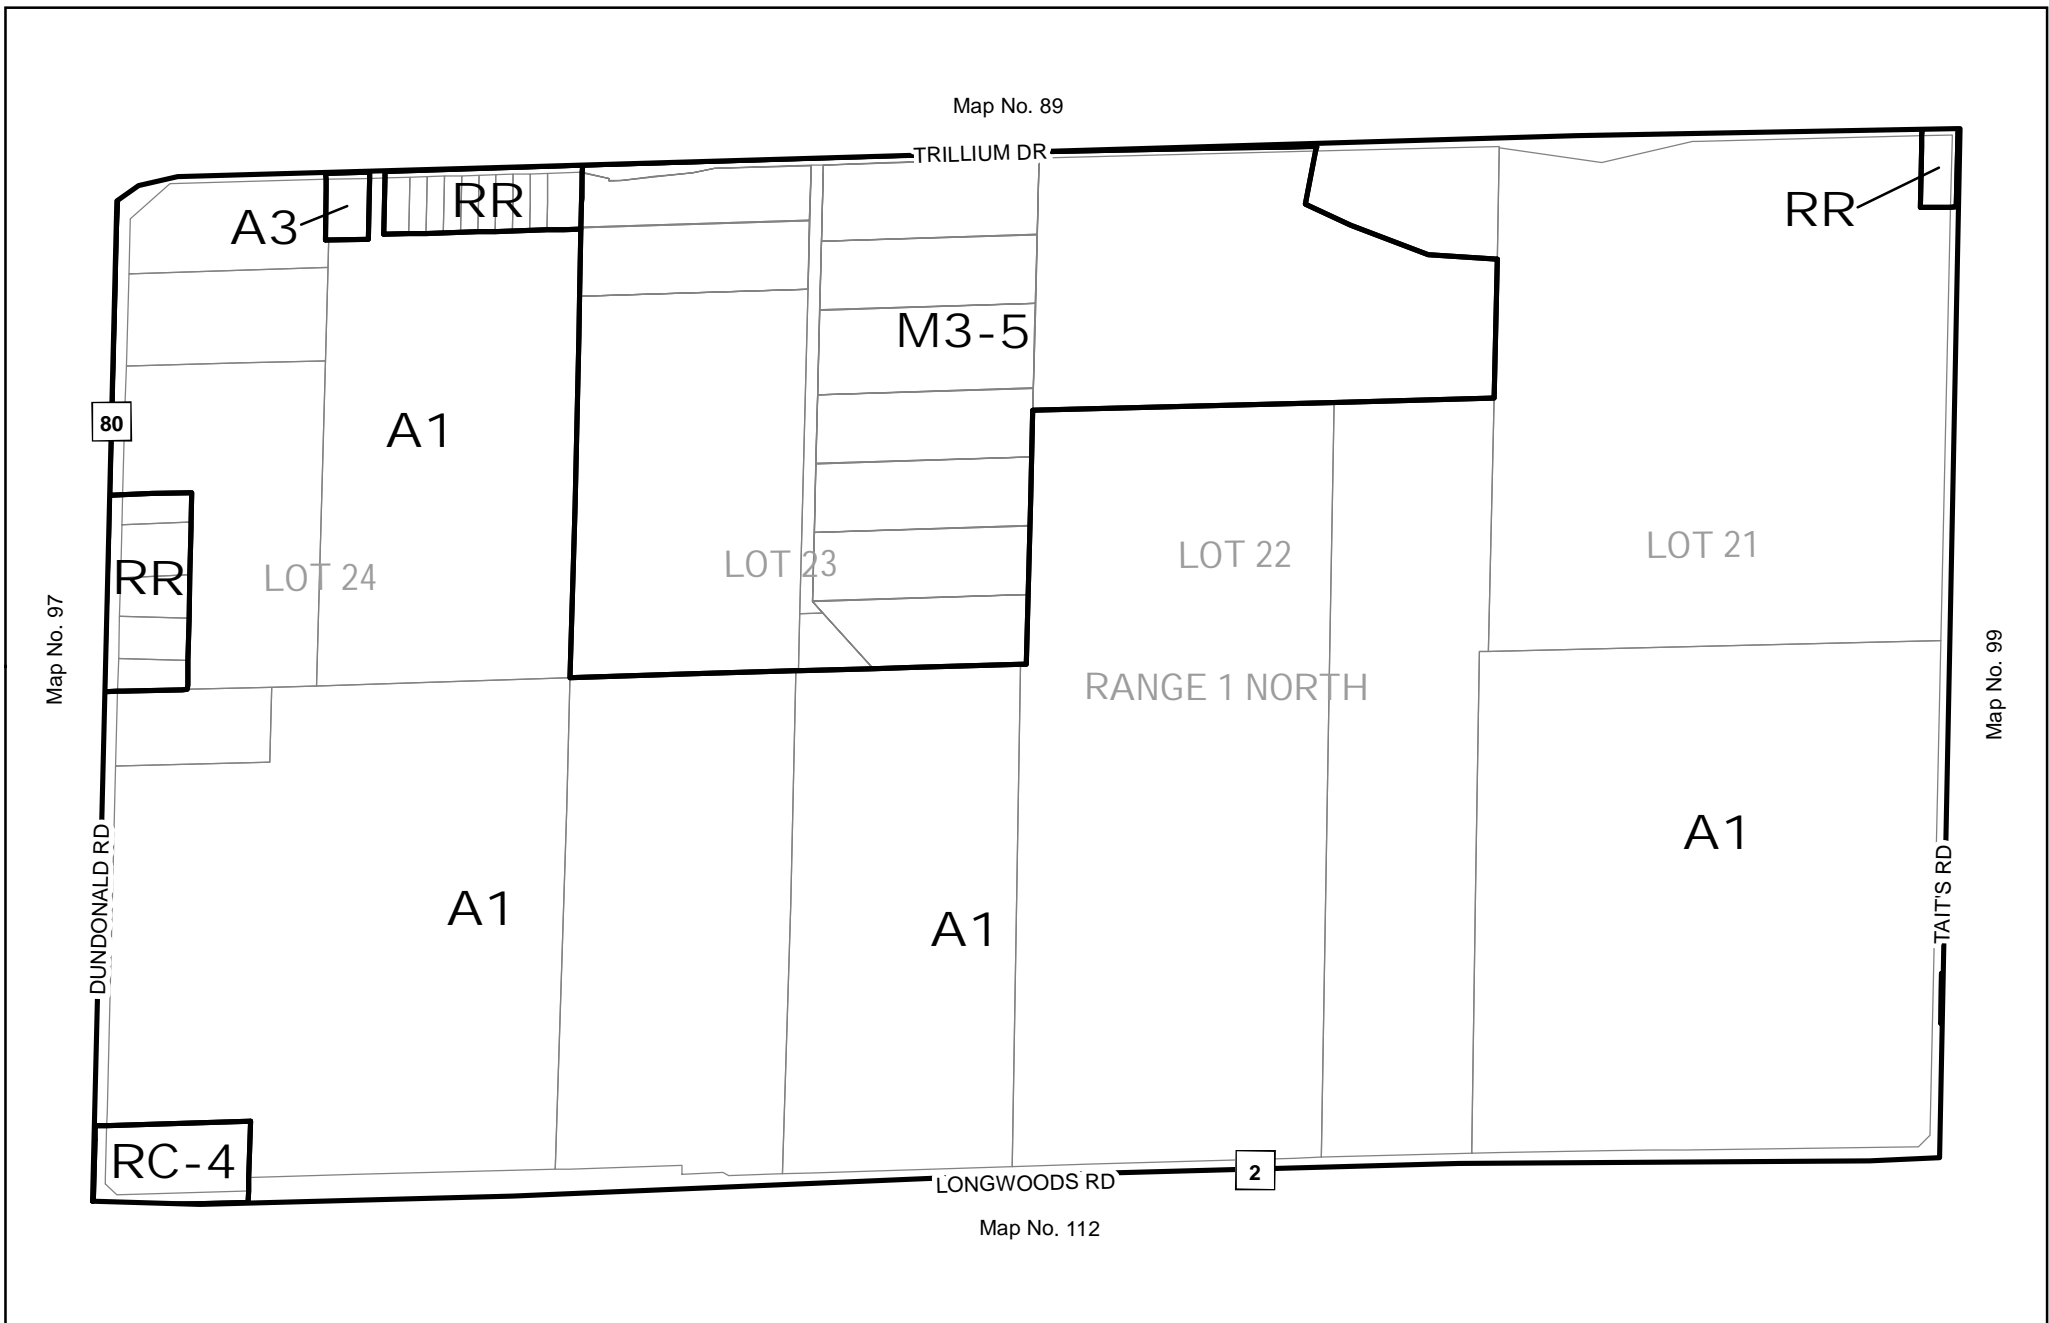 Map No. 89
TRILLIUM DR
RR
A3
RR
M3-5
80
A1
LOT 24
LOT 23
LOT 22
LOT 21
RR
Map No. 97
RANGE 1 NORTH
Map No. 99
A1
DUNDONALD RD
A1
A1
TAIT'S RD
RC-4
LONGWOODS RD
2
Map No. 112